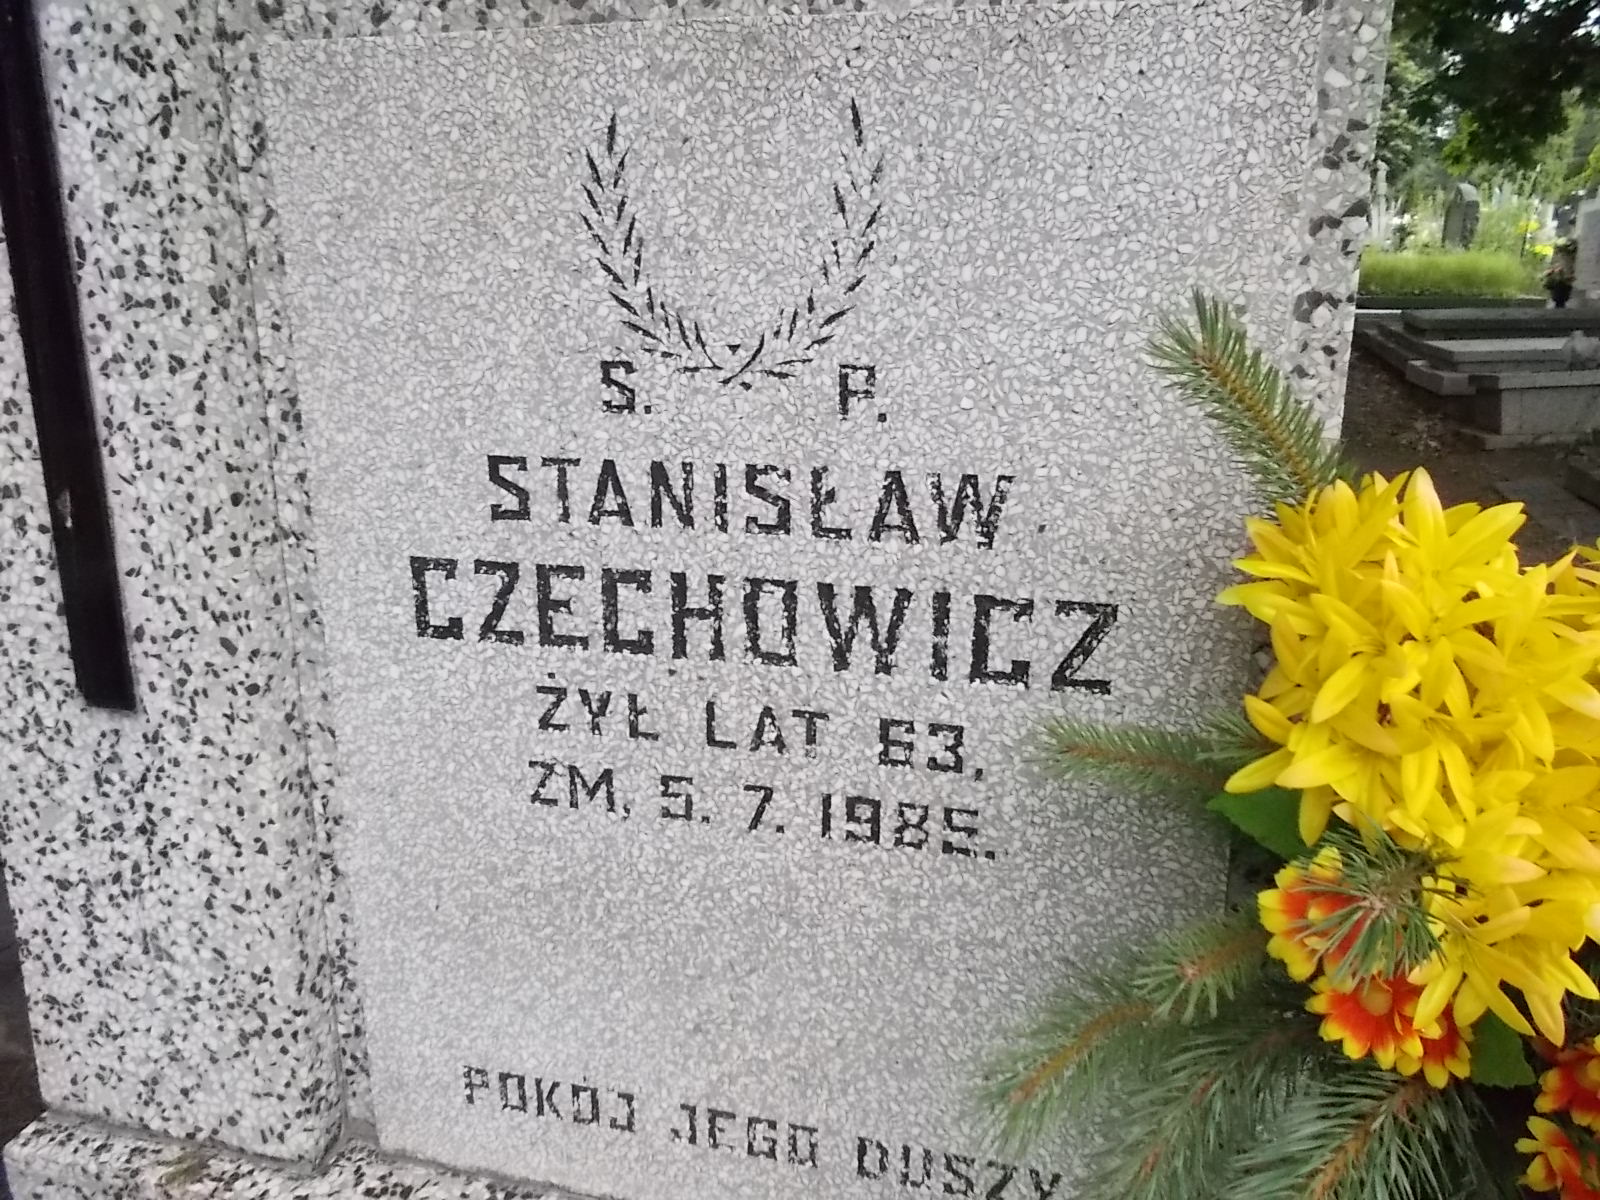 Ś. P.
STANISŁAW
CZECHOWICZ
ŻYŁ LAT 63,
ZM. 5. 7. 1985.
POKÓJ JEGO DUSZY